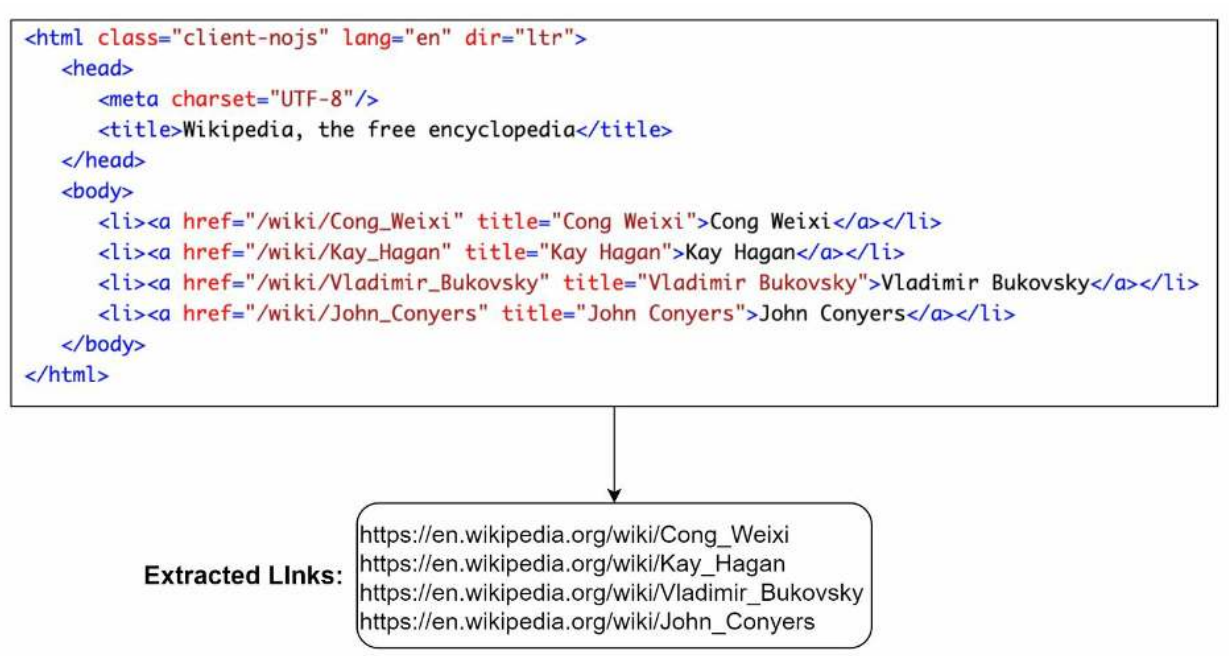 <html class="client-nojs" lang="en" dir="ltr">
<head>
<meta charset="UTF-8"/>
<title>Wikipedia, the free encyclopedia</title>
</head>
<body>
<li><a href="/wiki/Cong_Weixi" title="Cong Weixi">Cong Weixi</a></li>
<li><a href="/wiki/Kay_Hagan" title="Kay Hagan">Kay Hagan</a></li>
<li><a href="/wiki/Vladimir_Bukovsky" title="Vladimir Bukovsky">Vladimir Bukovsky</a></li>
<li><a href="/wiki/John_Conyers" title="John Conyers">John Conyers</a></li>
</body>
</html>
Extracted LInks:
https://en.wikipedia.org/wiki/Cong_Weixi
https://en.wikipedia.org/wiki/Kay_Hagan
https://en.wikipedia.org/wiki/Vladimir_Bukovsky
https://en.wikipedia.org/wiki/John_Conyers